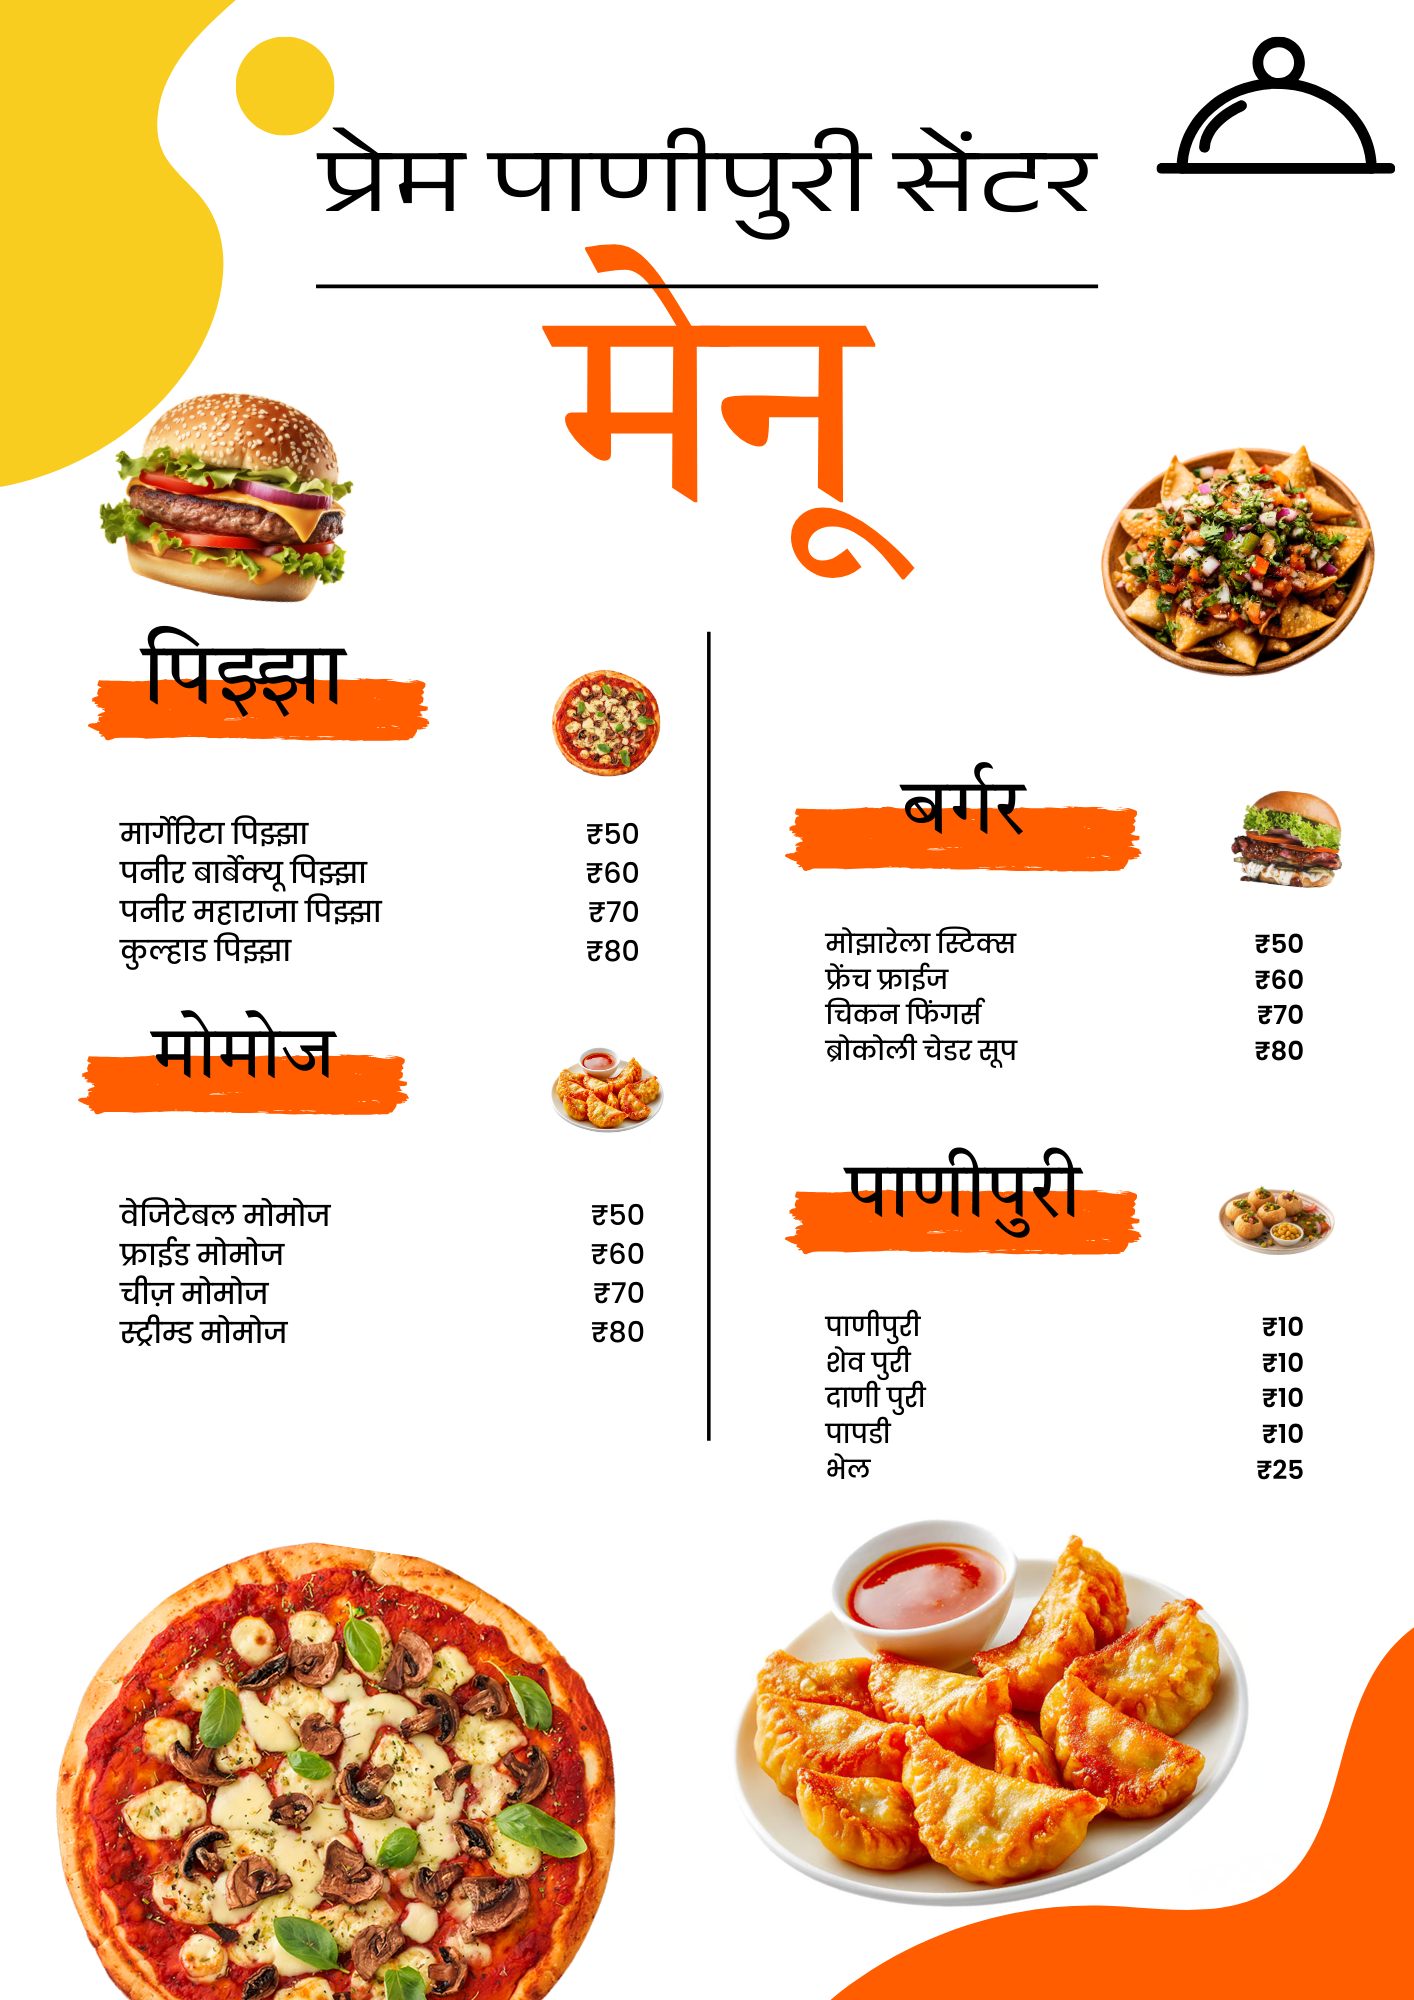 प्रेम पाणीपुरी सेंटर
मेनू
पिझ्झा
मार्गेरिटा पिझ्झा ₹50
पनीर बार्बेक्यू पिझ्झा ₹60
पनीर महाराजा पिझ्झा ₹70
कुल्हाड पिझ्झा ₹80
मोमोज
वेजिटेबल मोमोज ₹50
फ्राईड मोमोज ₹60
चीज़ मोमोज ₹70
स्ट्रीम्ड मोमोज ₹80
बर्गर
मोझारेला स्टिक्स ₹50
फ्रेंच फ्राईज ₹60
चिकन फिंगर्स ₹70
ब्रोकोली चेडर सूप ₹80
पाणीपुरी
पाणीपुरी ₹10
शेव पुरी ₹10
दाणी पुरी ₹10
पापडी ₹10
भेल ₹25